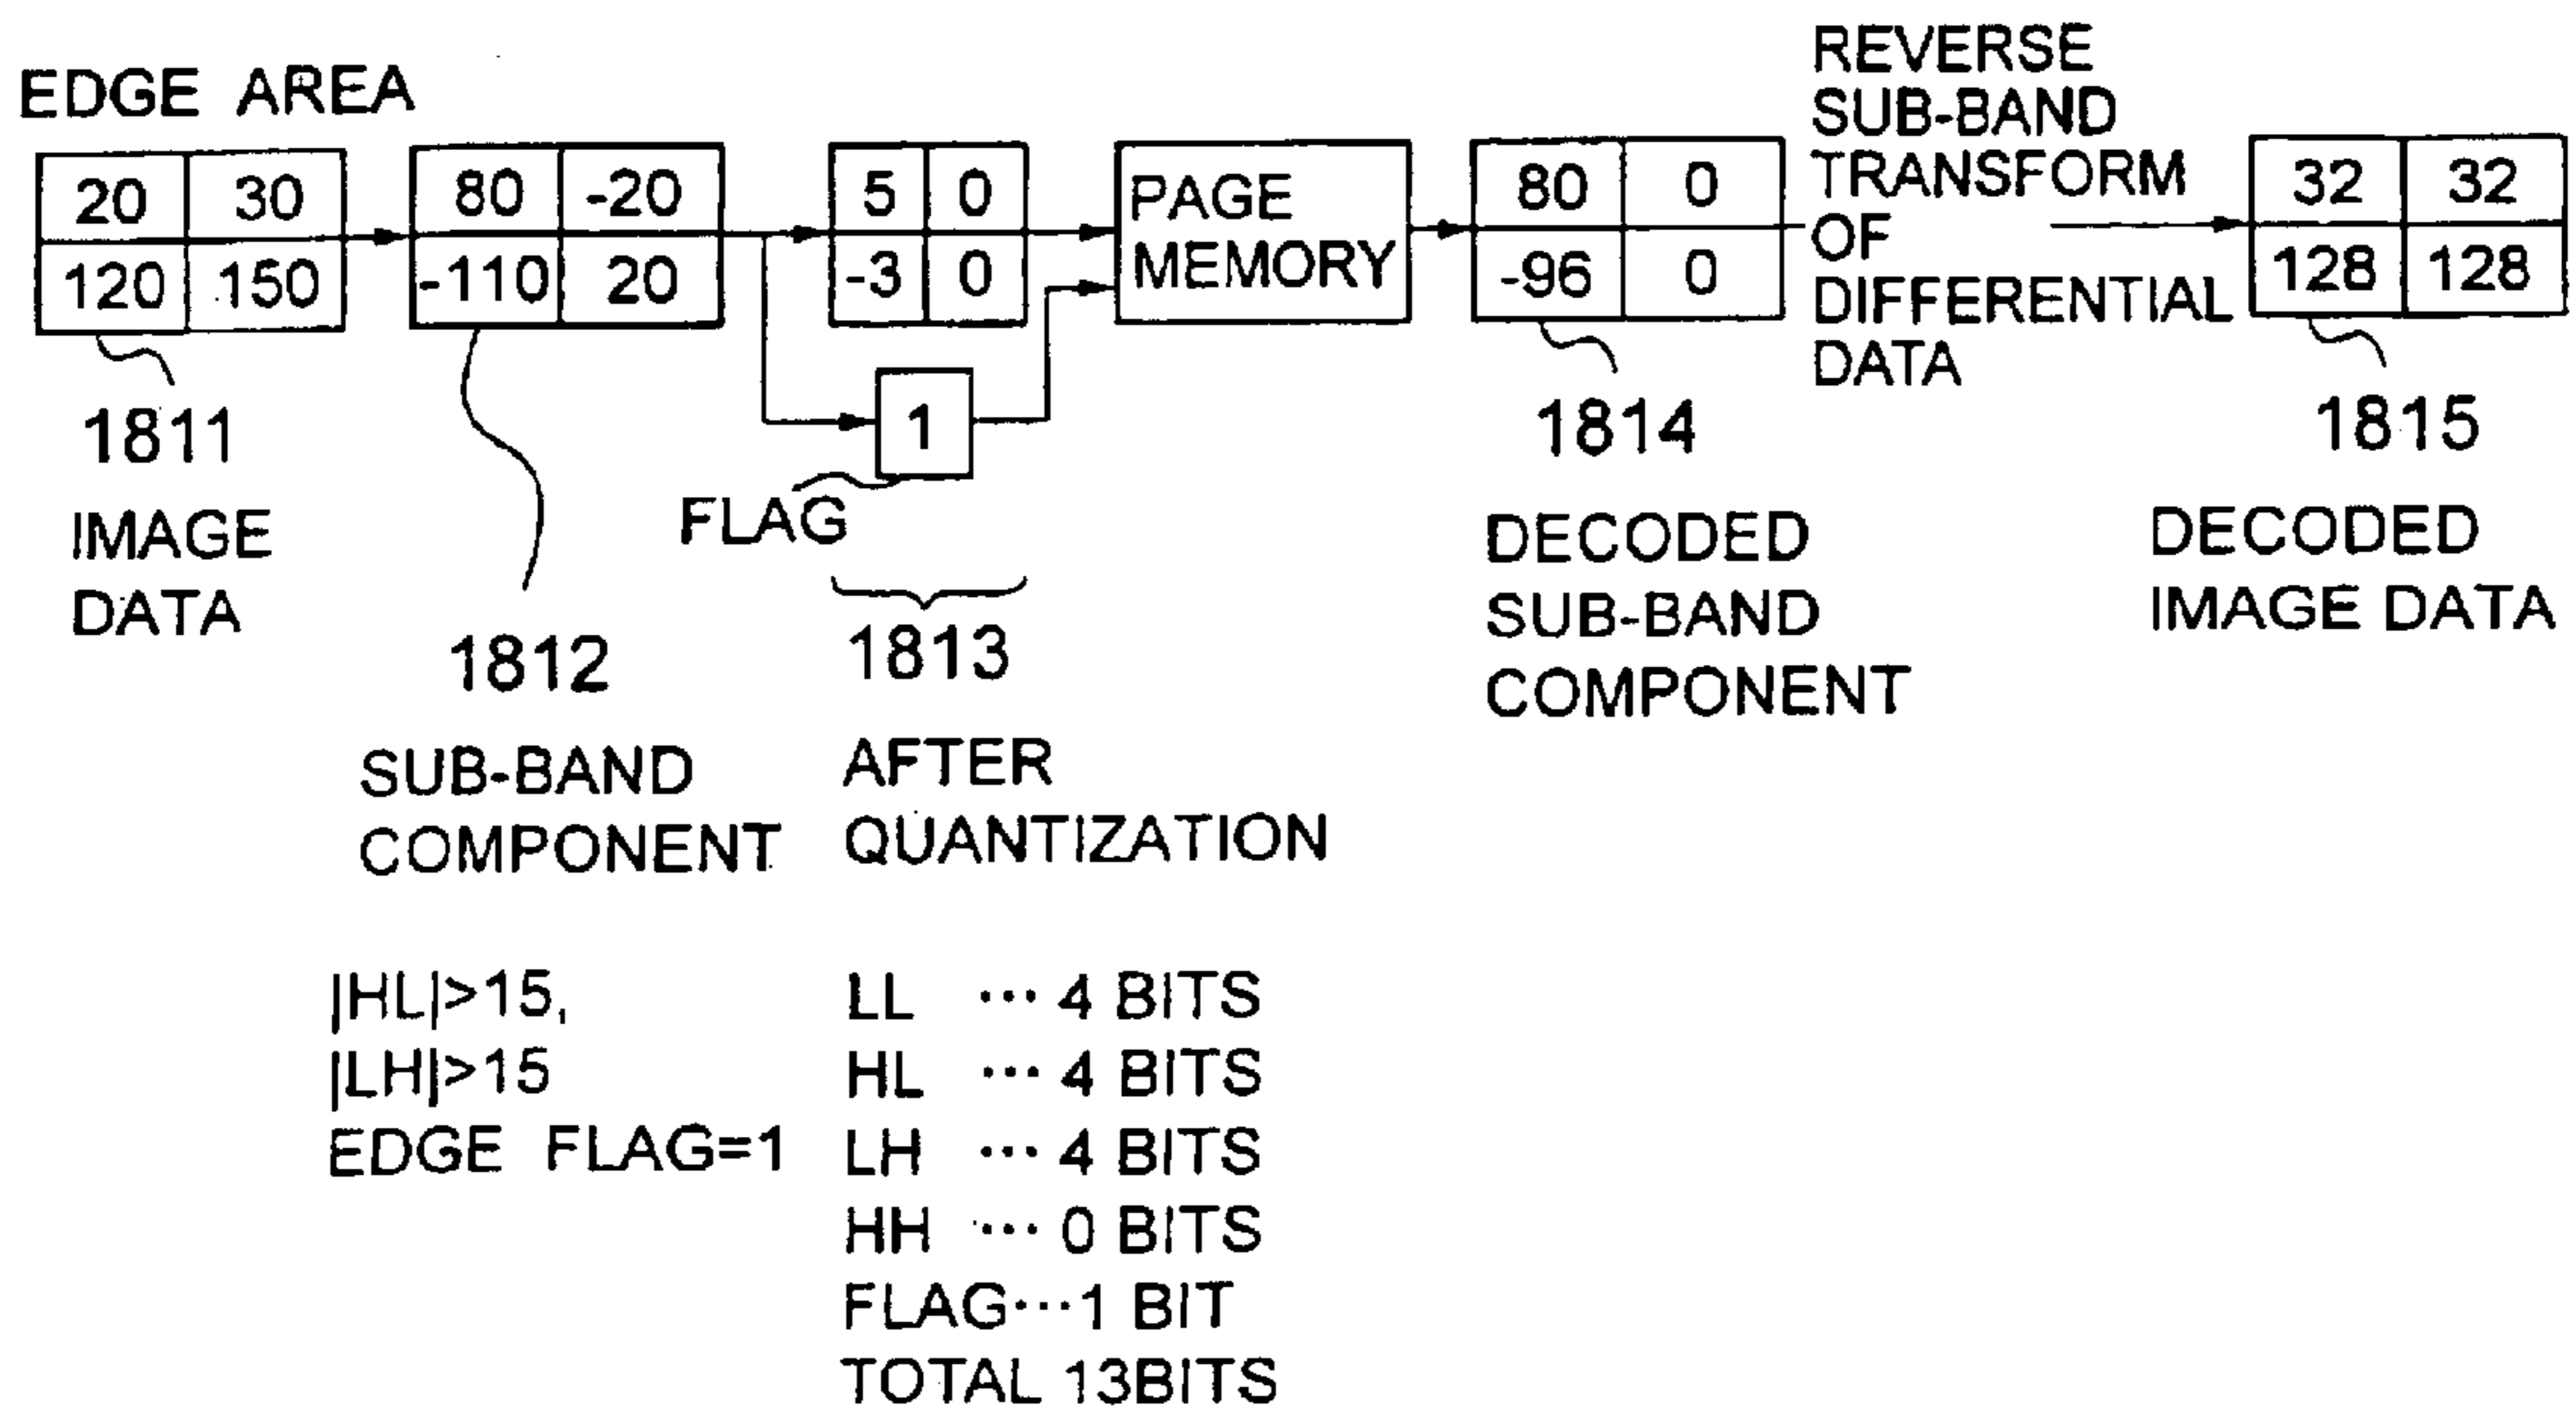 EDGE AREA
20 30
120 150
1811
IMAGE
DATA
80 -20
-110 20
1812
SUB-BAND
COMPONENT
|HL|>15,
|LH|>15
EDGE FLAG=1
5 0
-3 0
1
FLAG
1813
AFTER
QUANTIZATION
LL ··· 4 BITS
HL ··· 4 BITS
LH ··· 4 BITS
HH ··· 0 BITS
FLAG···1 BIT
TOTAL 13BITS
PAGE
MEMORY
80 0
-96 0
1814
DECODED
SUB-BAND
COMPONENT
REVERSE
SUB-BAND
TRANSFORM
OF
DIFFERENTIAL
DATA
32 32
128 128
1815
DECODED
IMAGE DATA